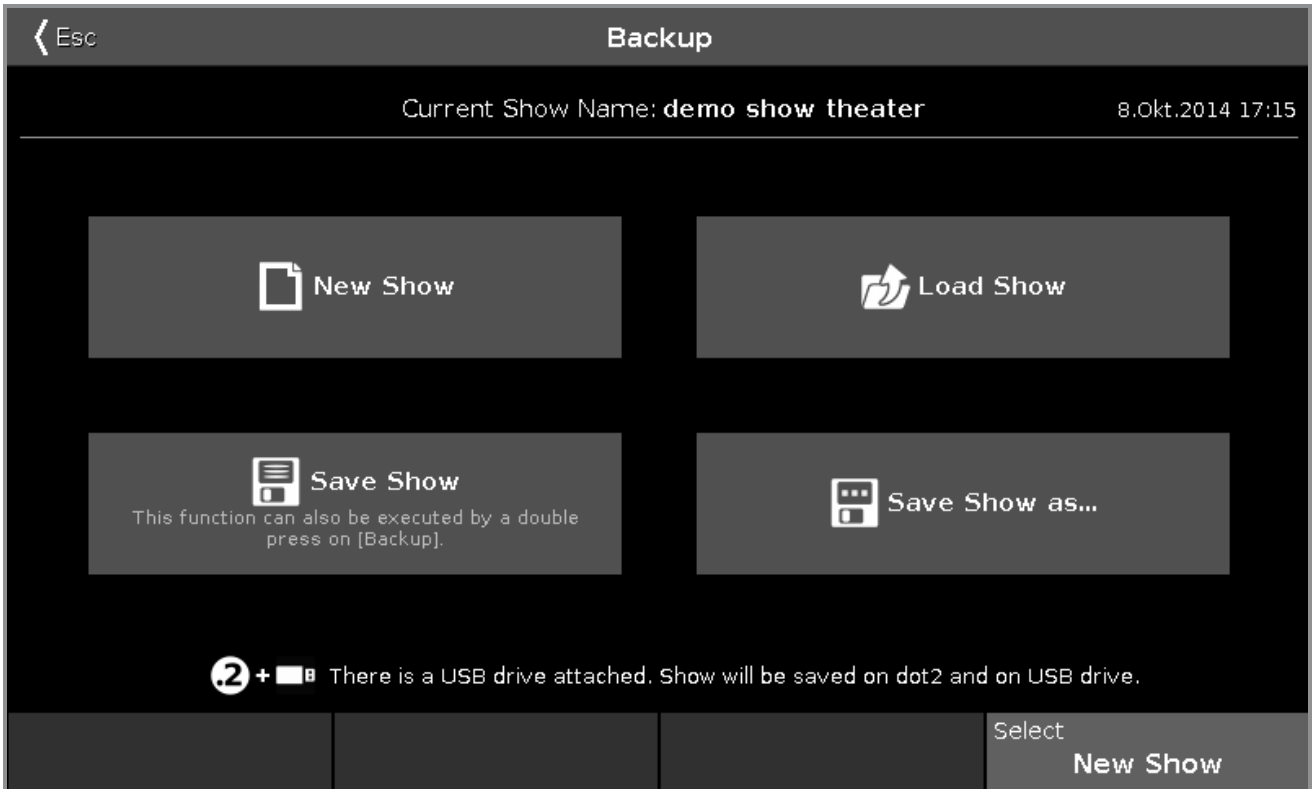 Esc
Backup
Current Show Name: demo show theater
8.Okt.2014 17:15
New Show
Load Show
Save Show
This function can also be executed by a double
press on [Backup].
Save Show as...
.2 + There is a USB drive attached. Show will be saved on dot2 and on USB drive.
Select
New Show